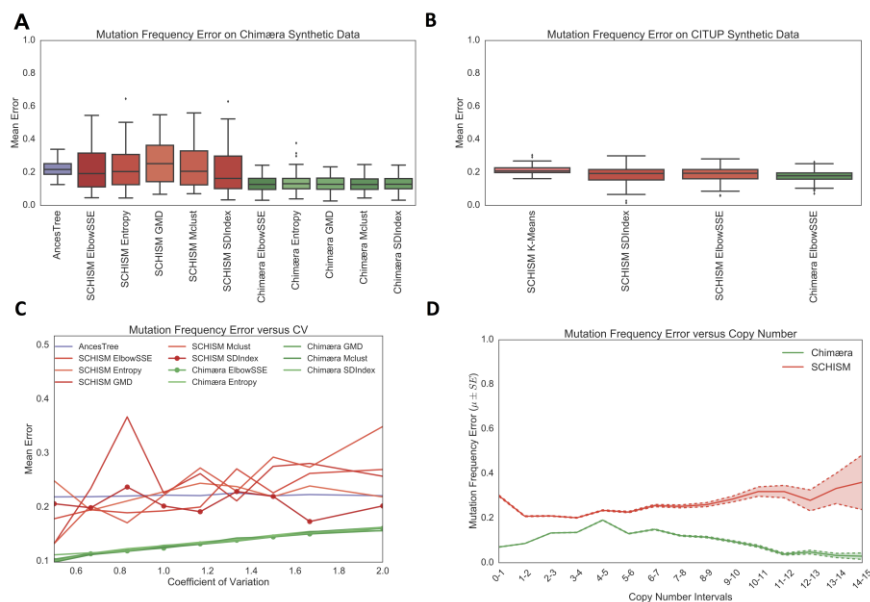 A
Mutation Frequency Error on Chimæra Synthetic Data
Mean Error
1.0
0.8
0.6
0.4
0.2
0.0
AncesTree
SCHISM ElbowSSE
SCHISM Entropy
SCHISM GMD
SCHISM Mclust
SCHISM SDIndex
Chimæra ElbowSSE
Chimæra Entropy
Chimæra GMD
Chimæra Mclust
Chimæra SDIndex
B
Mutation Frequency Error on CITUP Synthetic Data
Mean Error
1.0
0.8
0.6
0.4
0.2
0.0
SCHISM K-Means
SCHISM SDIndex
SCHISM ElbowSSE
Chimæra ElbowSSE
C
Mutation Frequency Error versus CV
AncesTree
SCHISM ElbowSSE
SCHISM Entropy
SCHISM GMD
SCHISM Mclust
SCHISM SDIndex
Chimæra ElbowSSE
Chimæra Entropy
Chimæra GMD
Chimæra Mclust
Chimæra SDIndex
Mean Error
0.5
0.4
0.3
0.2
0.1
0.6
0.8
1.0
1.2
1.4
1.6
1.8
2.0
Coefficient of Variation
D
Mutation Frequency Error versus Copy Number
Chimæra
SCHISM
Mutation Frequency Error (μ ± SE)
1.0
0.8
0.6
0.4
0.2
0.0
0-1
1-2
2-3
3-4
4-5
5-6
6-7
7-8
8-9
9-10
10-11
11-12
12-13
13-14
14-15
Copy Number Intervals